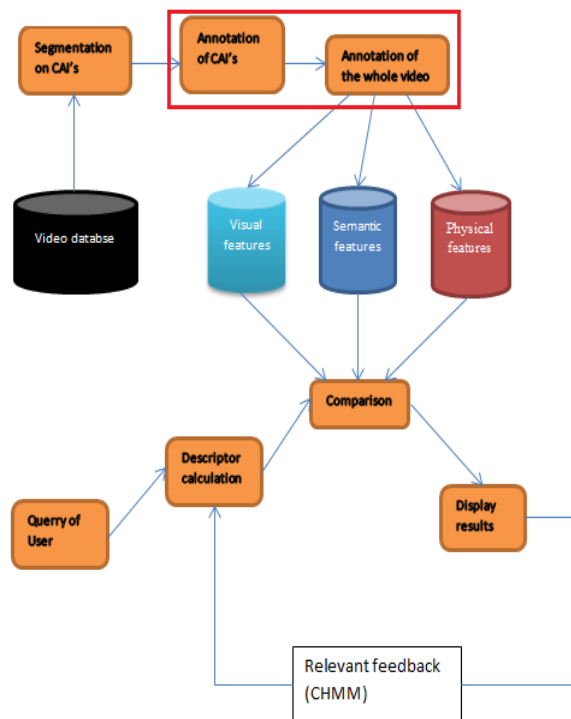 Segmentation
on CAI's
Annotation
of CAI's
Annotation of
the whole video
Video databse
Visual
features
Semantic
features
Physical
features
Comparison
Descriptor
calculation
Querry of
User
Display
results
Relevant feedback
(CHMM)